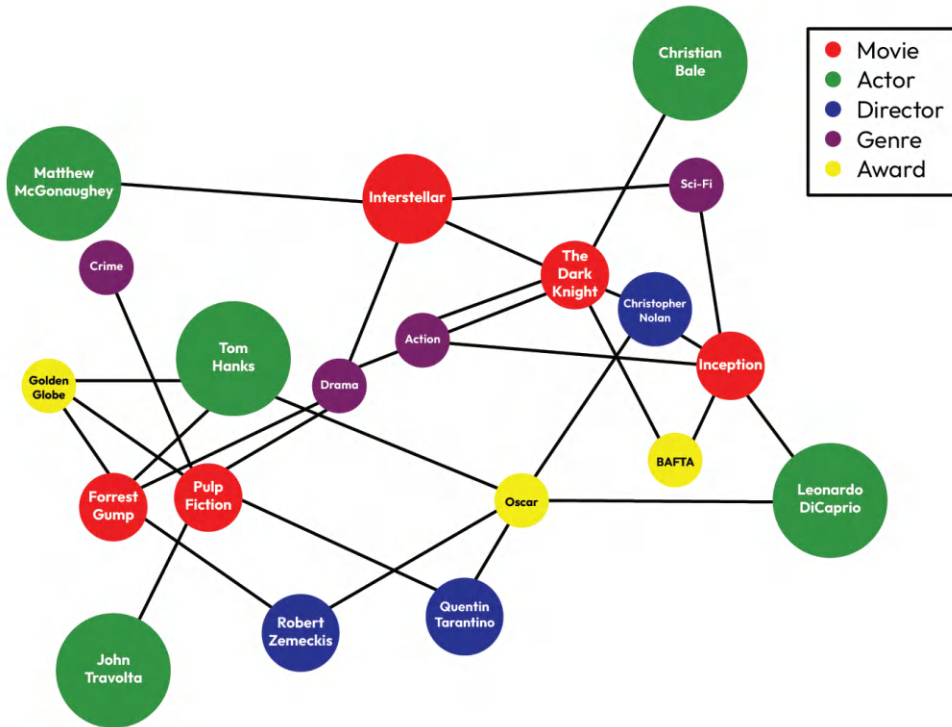 Christian
Bale
Movie
Actor
Director
Genre
Award
Matthew
McGonaughey
Interstellar
Sci-Fi
Crime
The
Dark
Knight
Christopher
Nolan
Tom
Hanks
Action
Inception
Golden
Globe
Drama
BAFTA
Forrest
Gump
Pulp
Fiction
Oscar
Leonardo
DiCaprio
Robert
Zemeckis
Quentin
Tarantino
John
Travolta